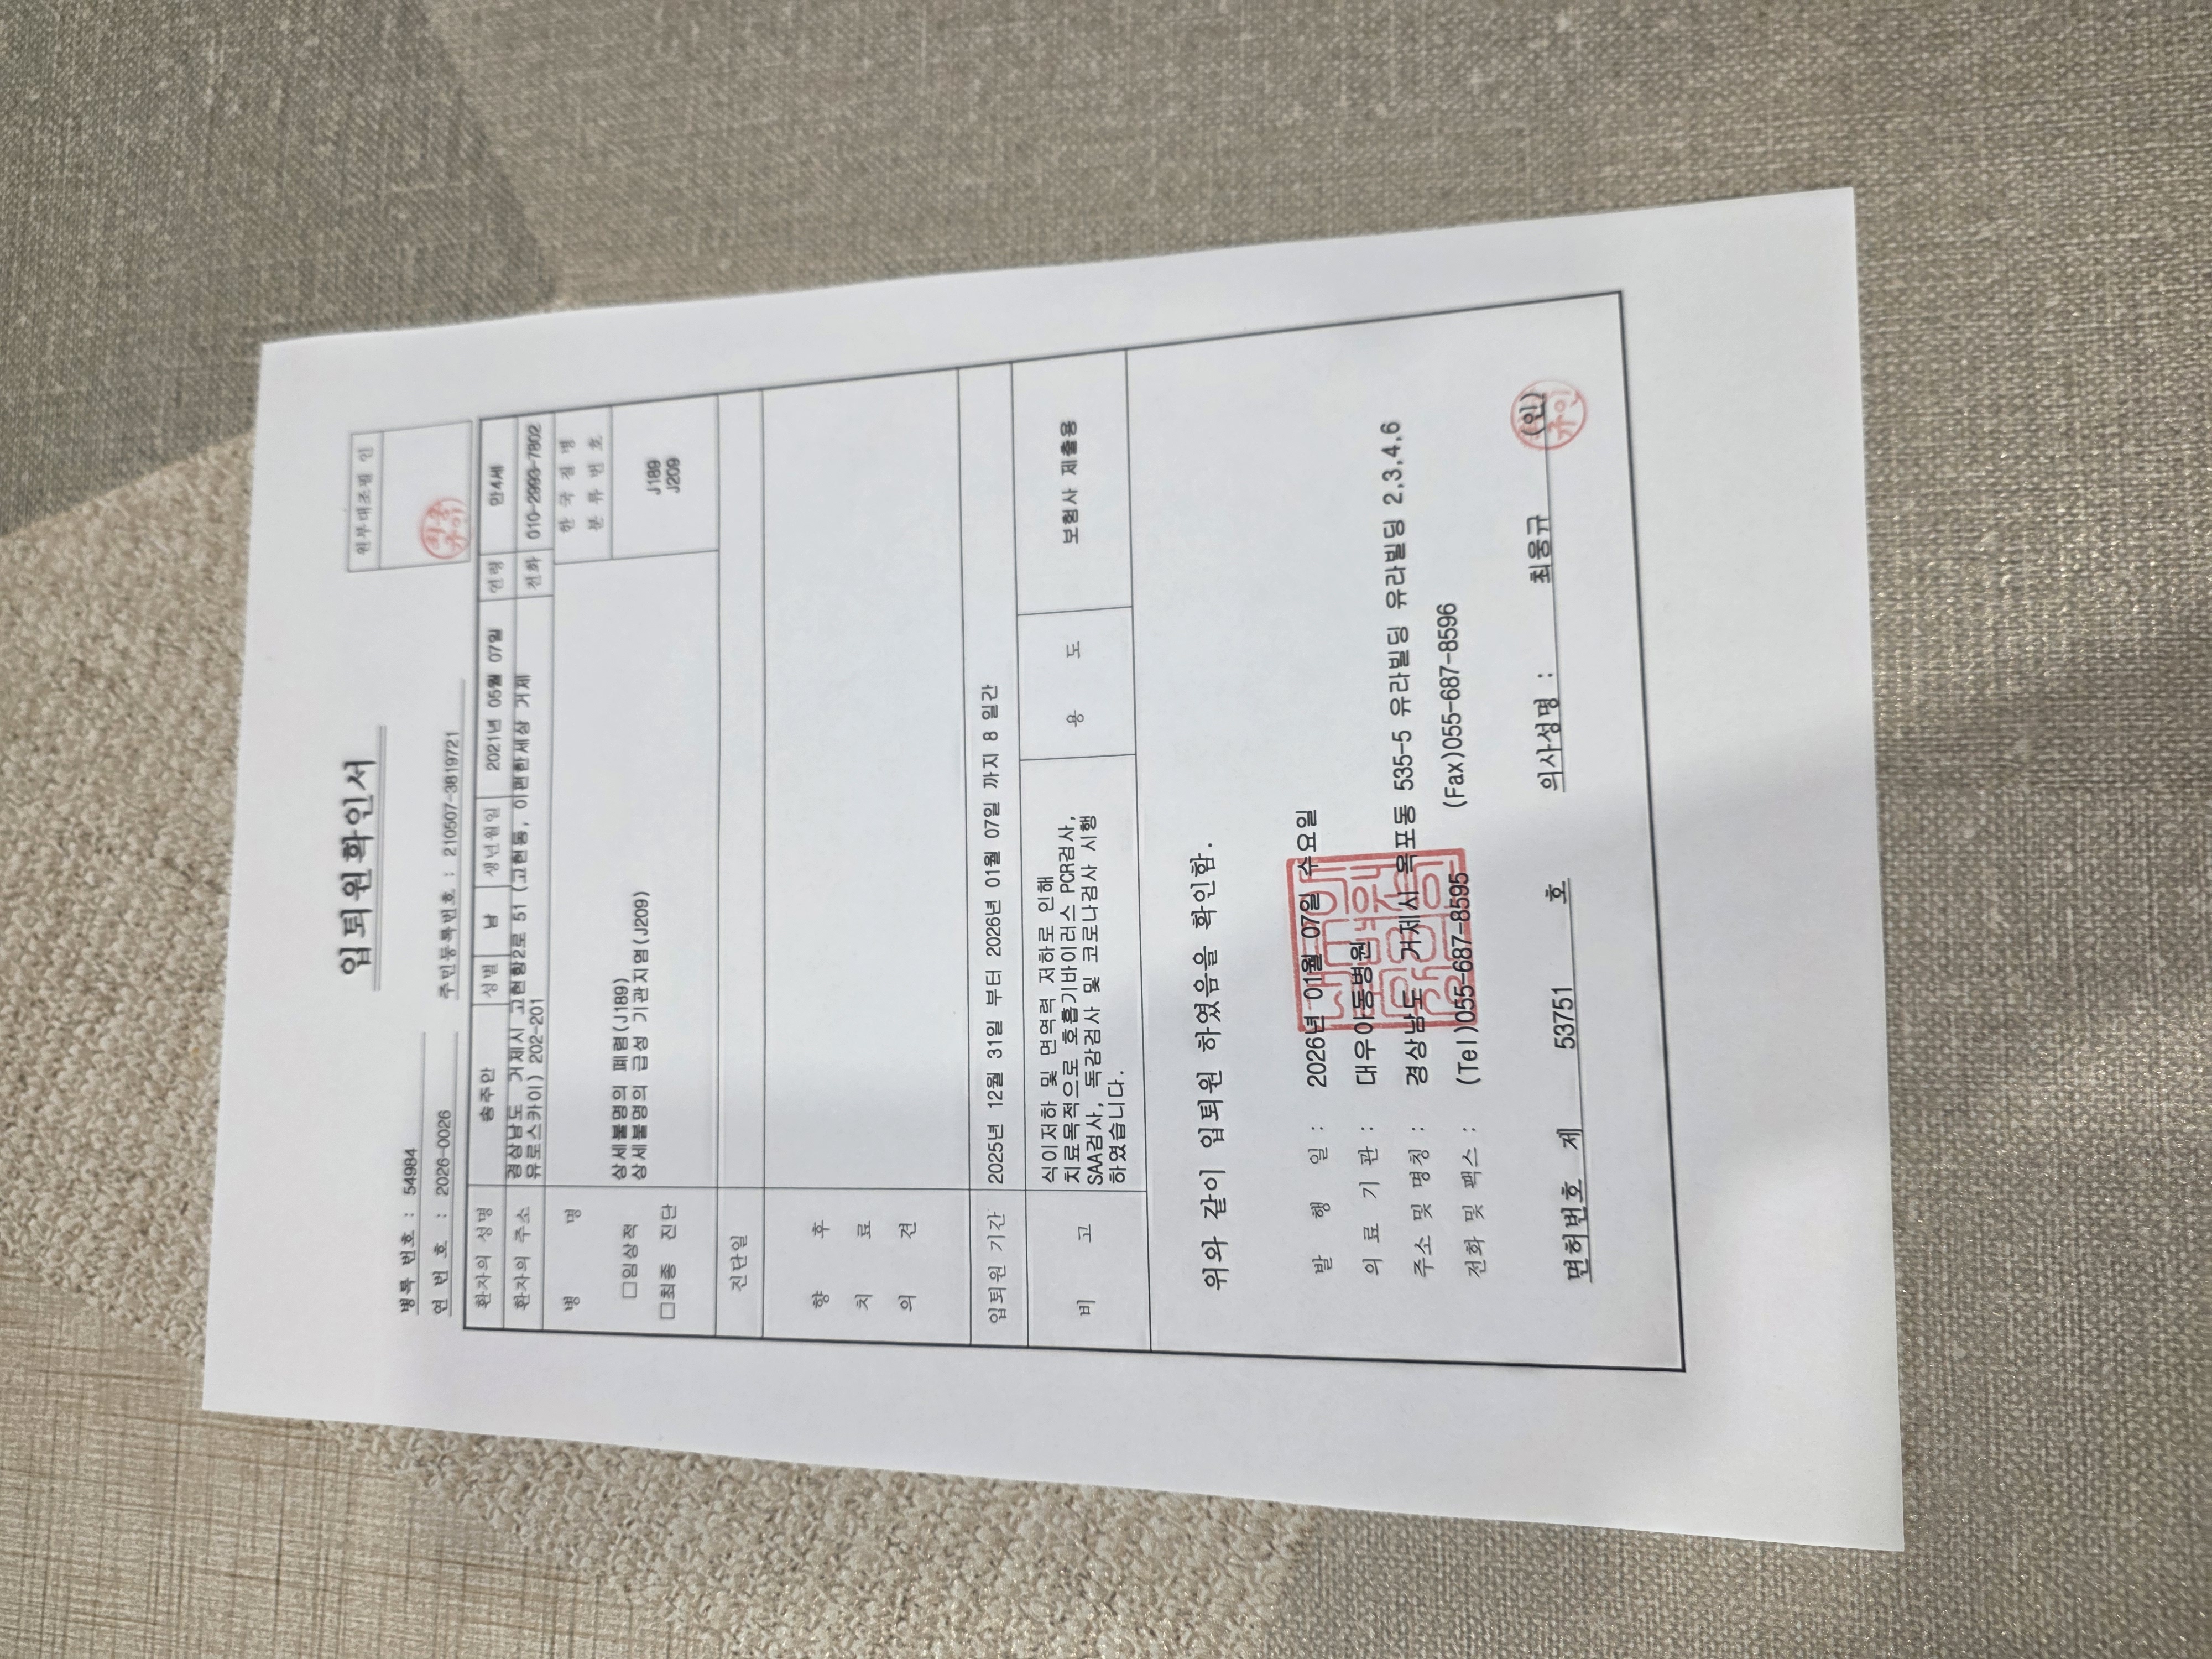 입퇴원확인서
원부대조필 인
병록 번호 : 54984
연 번 호 : 2026-0026
주민등록번호 : 210507-3819721
환자의 성명 송주안 성별 남 생년월일 2021년 05월 07일 연령 만4세
환자의 주소 경상남도 거제시 고현항2로 51 (고현동, 이편한세상 거제
유로스카이) 202-201
전화 010-2993-7802
병 명
한 국 질 병
분 류 번 호
□임상적
□최종 진단
상세불명의 폐렴(J189)
상세불명의 급성 기관지염(J209)
J189
J209
진단일
향 후
치 료
의 견
입퇴원 기간 2025년 12월 31일 부터 2026년 01월 07일 까지 8 일간
비 고
식이저하 및 면역력 저하로 인해
치료목적으로 호흡기바이러스 PCR검사,
SAA검사, 독감검사 및 코로나검사 시행
하였습니다.
용 도 보험사 제출용
위와 같이 입퇴원 하였음을 확인함.
발 행 일 : 2026년 01월 07일 수요일
의 료 기 관 : 대우아동병원
주소 및 명칭 : 경상남도 거제시 옥포동 535-5 유라빌딩 유라빌딩 2,3,4,6
전화 및 팩스 : (Tel)055-687-8595 (Fax)055-687-8596
면허번호 제 53751 호 의사성명 : 최웅규 (인)